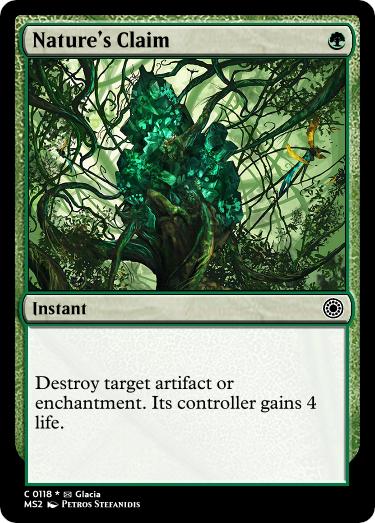 Nature's Claim
Instant
Destroy target artifact or
enchantment. Its controller gains 4
life.
C 0118 * Glacia
MS2 Petros Stefanidis